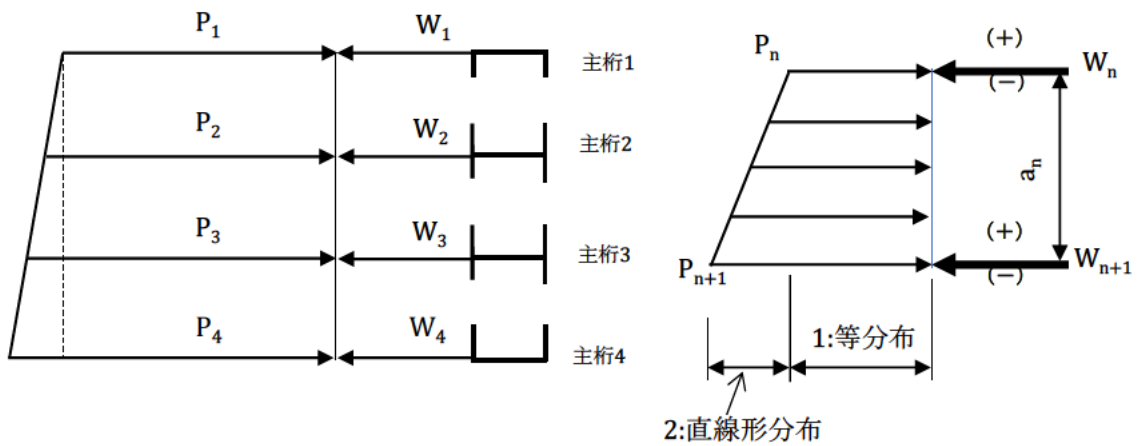 P₁
W₁
主桁1
P₂
W₂
主桁2
P₃
W₃
主桁3
P₄
W₄
主桁4
Pₙ
(+)
(−)
Wₙ
aₙ
Pₙ₊₁
(+)
(−)
Wₙ₊₁
1:等分布
2:直線形分布